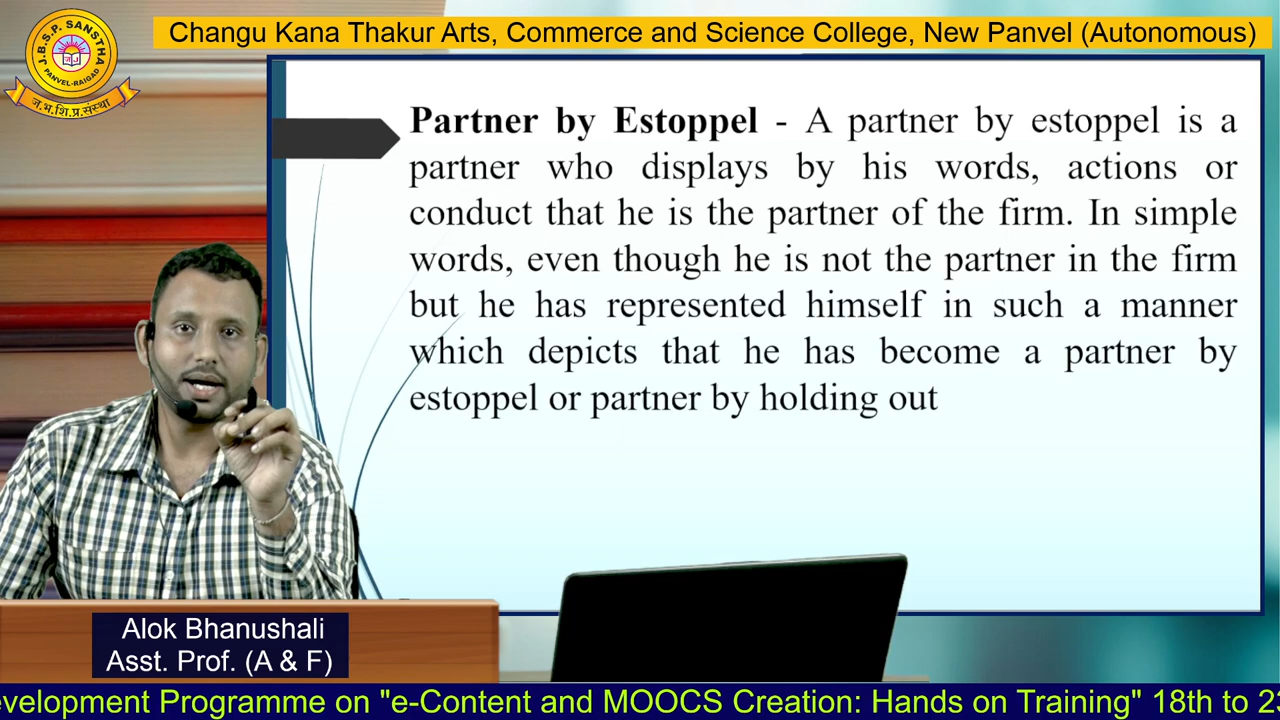 J.B.S.P. SANSTHA
PANVEL-RAIGAD
ज.भ.शि.प्र.संस्था
Changu Kana Thakur Arts, Commerce and Science College, New Panvel (Autonomous)
Partner by Estoppel - A partner by estoppel is a
partner who displays by his words, actions or
conduct that he is the partner of the firm. In simple
words, even though he is not the partner in the firm
but he has represented himself in such a manner
which depicts that he has become a partner by
estoppel or partner by holding out
Alok Bhanushali
Asst. Prof. (A & F)
evelopment Programme on "e-Content and MOOCS Creation: Hands on Training" 18th to 23